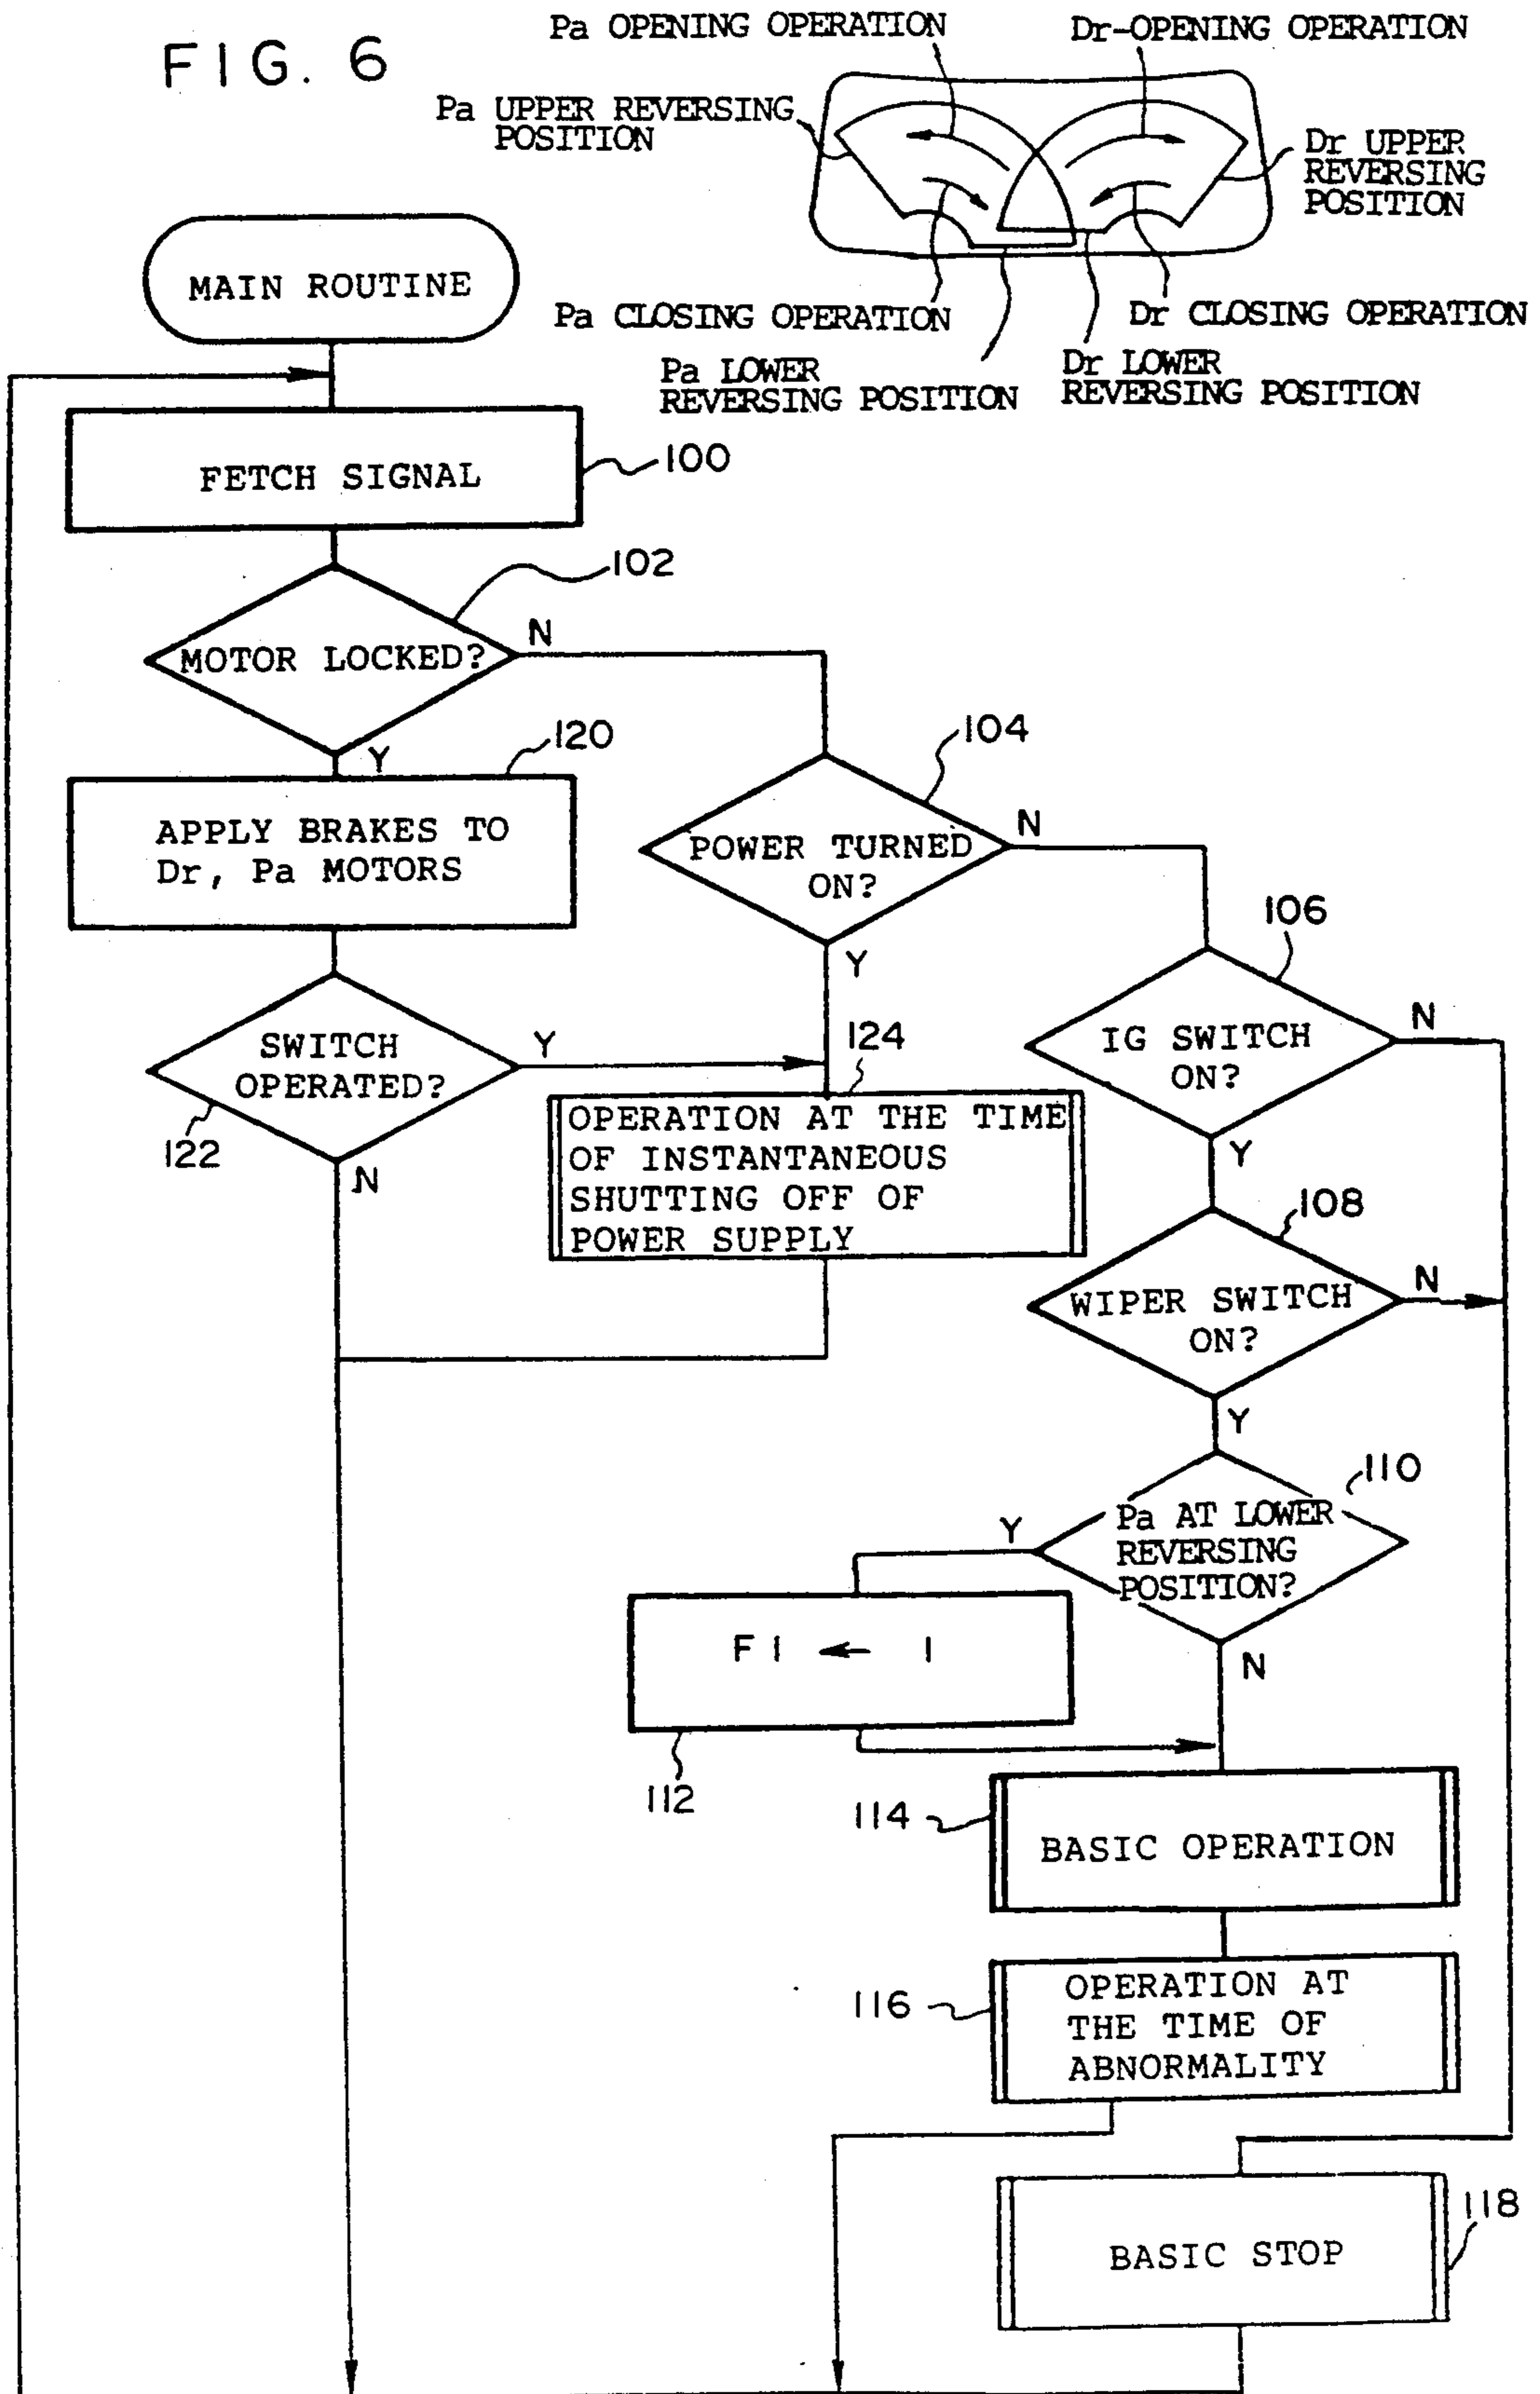 FIG. 6
Pa OPENING OPERATION
Dr-OPENING OPERATION
Pa UPPER REVERSING
POSITION
Dr UPPER
REVERSING
POSITION
Pa CLOSING OPERATION
Dr CLOSING OPERATION
Pa LOWER
REVERSING POSITION
Dr LOWER
REVERSING POSITION
MAIN ROUTINE
FETCH SIGNAL
100
102
MOTOR LOCKED?
N
Y
120
APPLY BRAKES TO
Dr, Pa MOTORS
104
POWER TURNED
ON?
N
Y
106
IG SWITCH
ON?
N
Y
SWITCH
OPERATED?
Y
122
N
124
OPERATION AT THE TIME
OF INSTANTANEOUS
SHUTTING OFF OF
POWER SUPPLY
108
WIPER SWITCH
ON?
N
Y
110
Pa AT LOWER
REVERSING
POSITION?
Y
N
F1 ← 1
112
114
BASIC OPERATION
116
OPERATION AT
THE TIME OF
ABNORMALITY
118
BASIC STOP